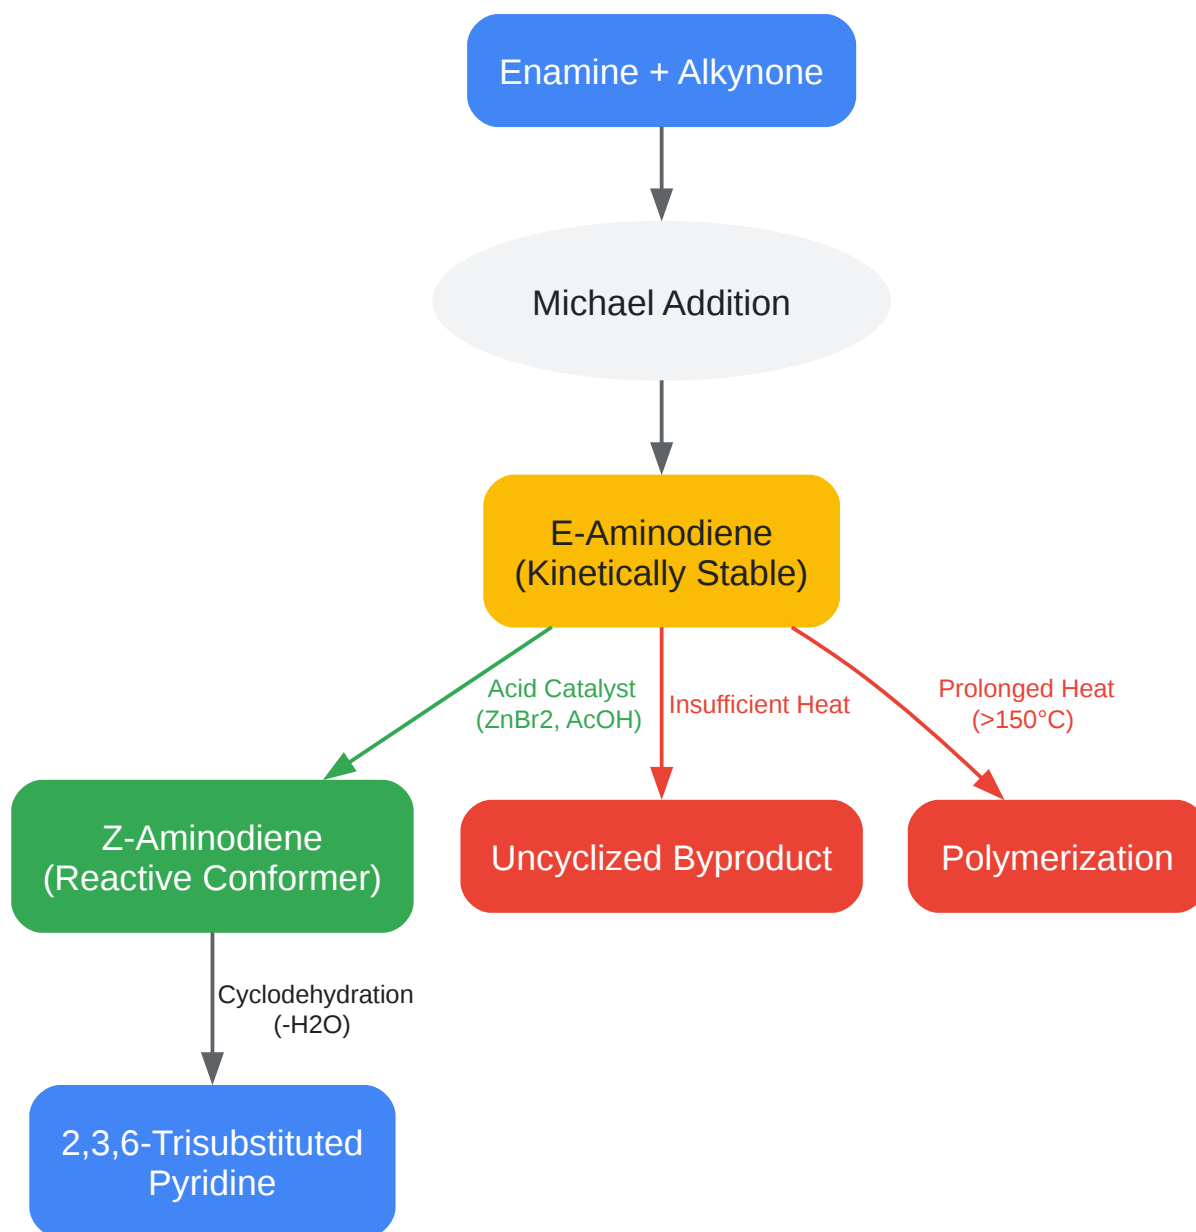 Enamine + Alkynone
Michael Addition
E-Aminodiene
(Kinetically Stable)
Acid Catalyst
(ZnBr2, AcOH)
Insufficient Heat
Prolonged Heat
(>150°C)
Z-Aminodiene
(Reactive Conformer)
Uncyclized Byproduct
Polymerization
Cyclodehydration
(-H2O)
2,3,6-Trisubstituted
Pyridine